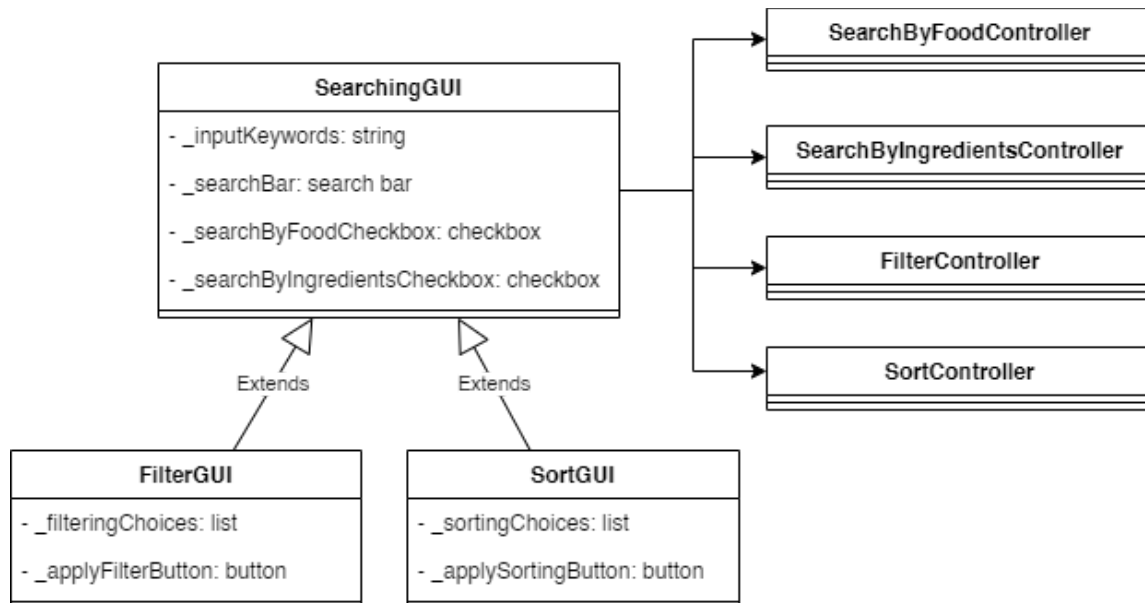 SearchByFoodController
SearchingGUI
- _inputKeywords: string
- _searchBar: search bar
- _searchByFoodCheckbox: checkbox
- _searchByIngredientsCheckbox: checkbox
SearchByIngredientsController
FilterController
SortController
Extends
Extends
FilterGUI
- _filteringChoices: list
- _applyFilterButton: button
SortGUI
- _sortingChoices: list
- _applySortingButton: button